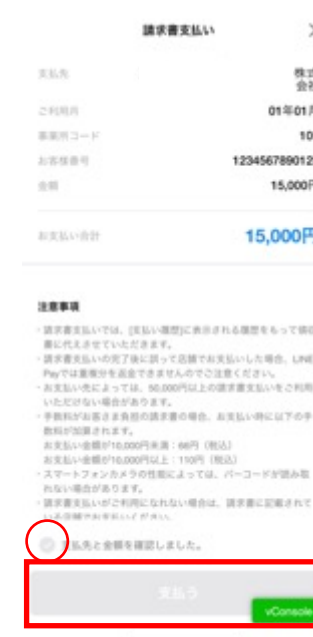 請求書支払い
支払先
株式
会社
ご利用月
01年01月
事業所コード
10
お客様番号
123456789012
金額
15,000円
お支払い合計
15,000円
注意事項
・請求書支払いでは、[支払い履歴]に表示される履歴をもって領収
書に代えさせていただきます。
・請求書支払いの完了後に誤って店舗でお支払いした場合、LINE
Payでは重複分を返金できませんのでご注意ください。
・お支払い先によっては、50,000円以上の請求書支払いをご利用
いただけない場合があります。
・手数料がお客さま負担の請求書の場合、お支払い時に以下の手
数料が加算されます。
お支払い金額が10,000円未満：66円（税込）
お支払い金額が10,000円以上：110円（税込）
・スマートフォンカメラの性能によっては、バーコードが読み取
れない場合があります。
・請求書支払いがご利用になれない場合は、請求書に記載されて
いる店舗でお支払いください。
支払先と金額を確認しました。
支払う
vConsole